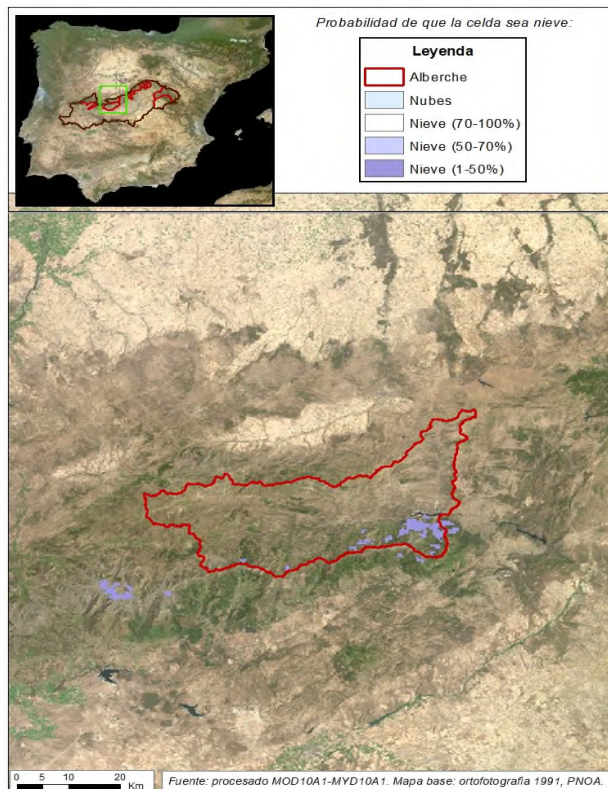 Probabilidad de que la celda sea nieve:
Leyenda
Alberche
Nubes
Nieve (70-100%)
Nieve (50-70%)
Nieve (1-50%)
0 5 10 20
Km
Fuente: procesado MOD10A1-MYD10A1. Mapa base: ortofotografia 1991, PNOA.